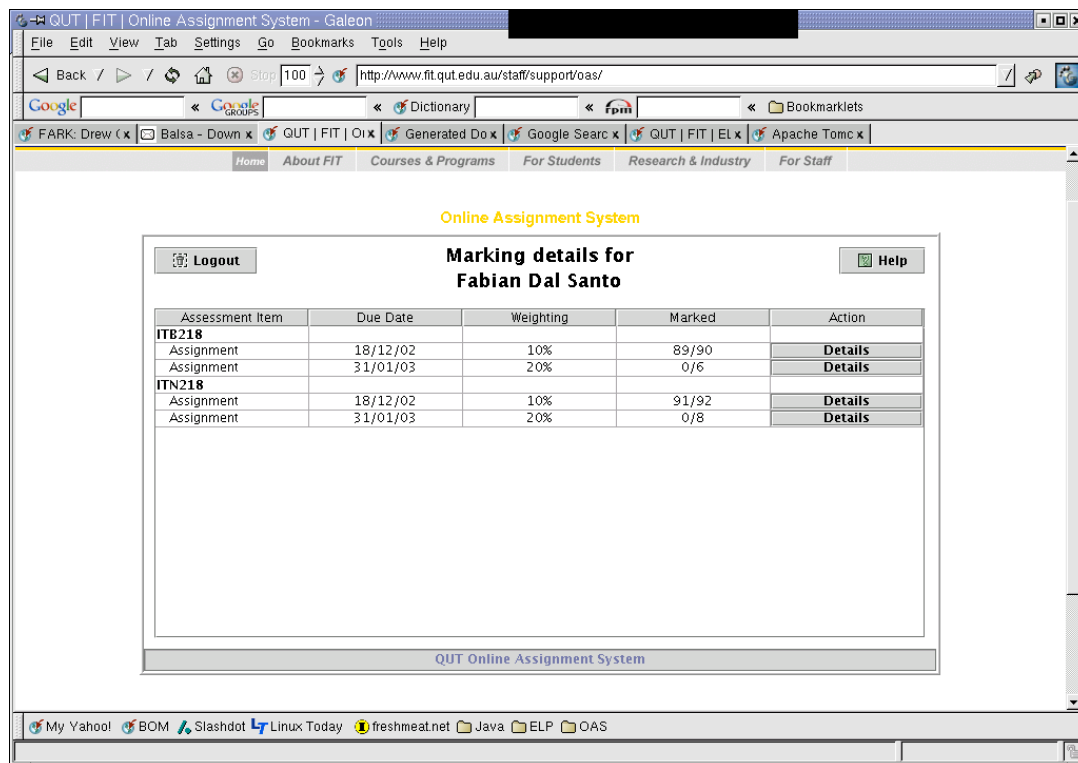 QUT | FIT | Online Assignment System - Galeon
File Edit View Tab Settings Go Bookmarks Tools Help
Back Stop 100 http://www.fit.qut.edu.au/staff/support/oas/
Google « Google GROUPS « Dictionary « rpm « Bookmarklets
FARK: Drew ( x Balsa - Down x QUT | FIT | Or x Generated Do x Google Searc x QUT | FIT | EL x Apache Tomc x
Home About FIT Courses & Programs For Students Research & Industry For Staff
Online Assignment System
Logout Marking details for Help
Fabian Dal Santo
Assessment Item Due Date Weighting Marked Action
ITB218
Assignment 18/12/02 10% 89/90 Details
Assignment 31/01/03 20% 0/6 Details
ITN218
Assignment 18/12/02 10% 91/92 Details
Assignment 31/01/03 20% 0/8 Details
QUT Online Assignment System
My Yahoo! BOM Slashdot LT Linux Today freshmeat.net Java ELP OAS